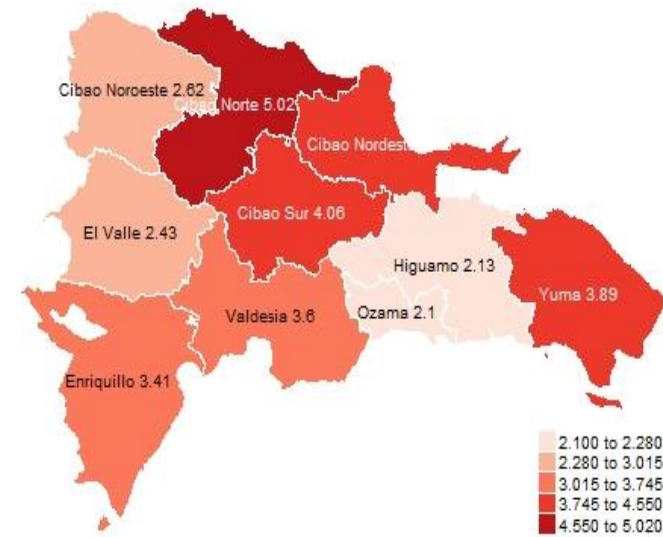 Cibao Noroeste 2.62
Cibao Norte 5.02
Cibao Nordest
Cibao Sur 4.06
El Valle 2.43
Higuamo 2.13
Yuma 3.89
Valdesia 3.6
Ozama 2.1
Enriquillo 3.41
2.100 to 2.280
2.280 to 3.015
3.015 to 3.745
3.745 to 4.550
4.550 to 5.020